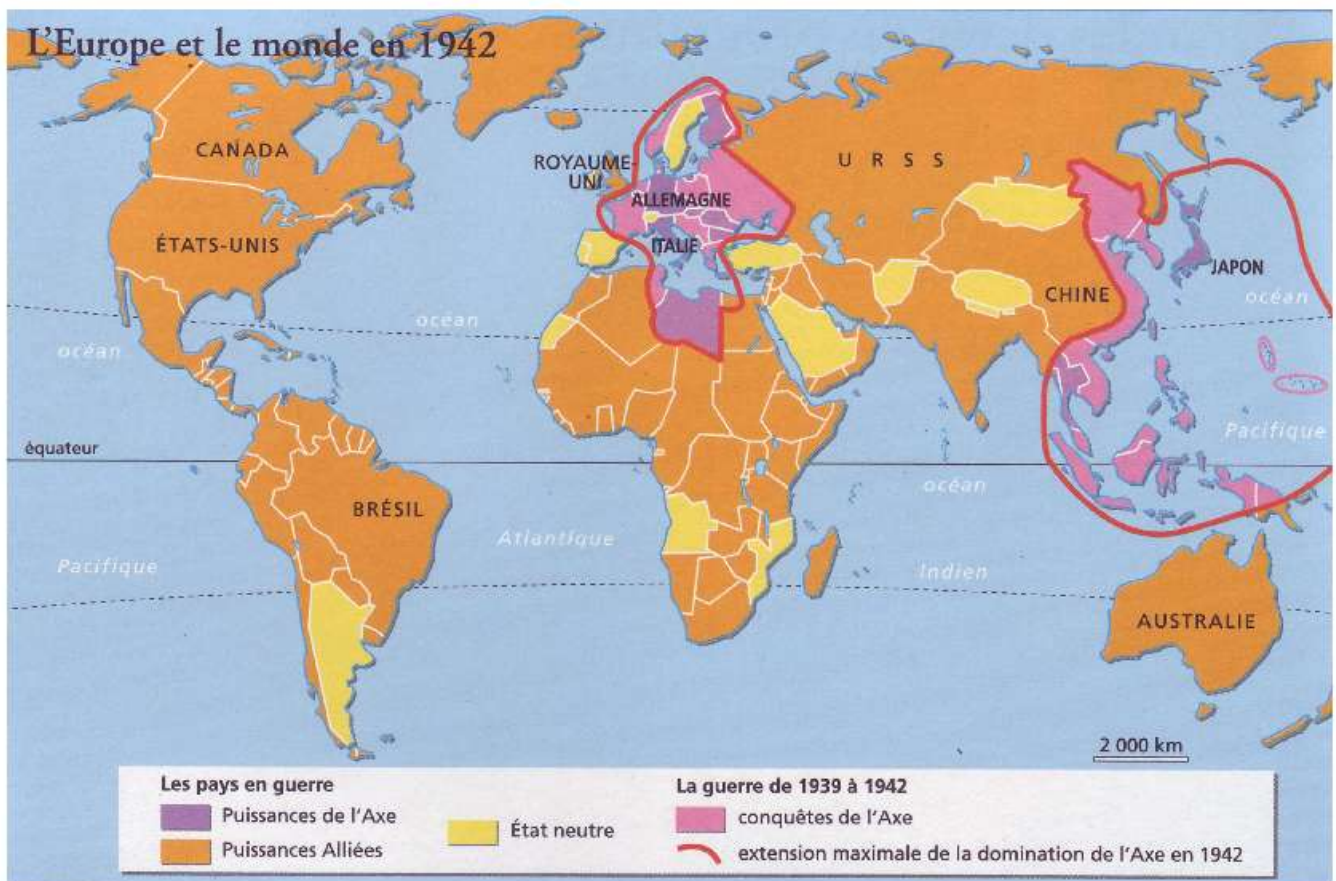 L'Europe et le monde en 1942
CANADA
ROYAUME-
UNI
U R S S
ALLEMAGNE
ÉTATS-UNIS
ITALIE
JAPON
CHINE
océan
ocean
océan
Pacifique
équateur
océan
BRÉSIL
Atlantique
Pacifique
Indien
AUSTRALIE
2 000 km
Les pays en guerre
Puissances de l'Axe
Puissances Alliées
État neutre
La guerre de 1939 à 1942
conquêtes de l'Axe
extension maximale de la domination de l'Axe en 1942